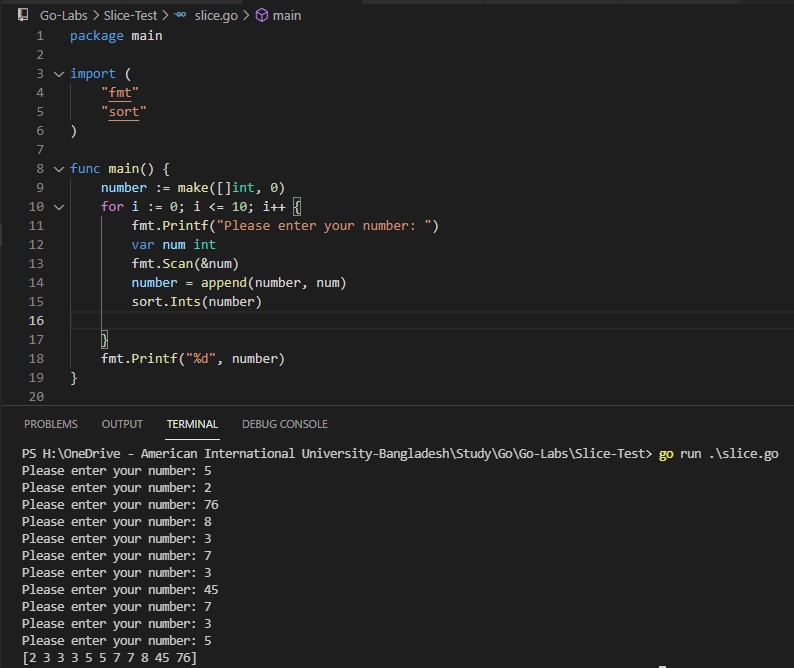 Go-Labs > Slice-Test > GO slice.go > main
1 package main
2
3 import (
4 "fmt"
5 "sort"
6 )
7
8 func main() {
9 number := make([]int, 0)
10 for i := 0; i <= 10; i++ {
11 fmt.Printf("Please enter your number: ")
12 var num int
13 fmt.Scan(&num)
14 number = append(number, num)
15 sort.Ints(number)
16
17 }
18 fmt.Printf("%d", number)
19 }
20
PROBLEMS OUTPUT TERMINAL DEBUG CONSOLE
PS H:\OneDrive - American International University-Bangladesh\Study\Go\Go-Labs\Slice-Test> go run .\slice.go
Please enter your number: 5
Please enter your number: 2
Please enter your number: 76
Please enter your number: 8
Please enter your number: 3
Please enter your number: 7
Please enter your number: 3
Please enter your number: 45
Please enter your number: 7
Please enter your number: 3
Please enter your number: 5
[2 3 3 3 5 5 7 7 8 45 76]